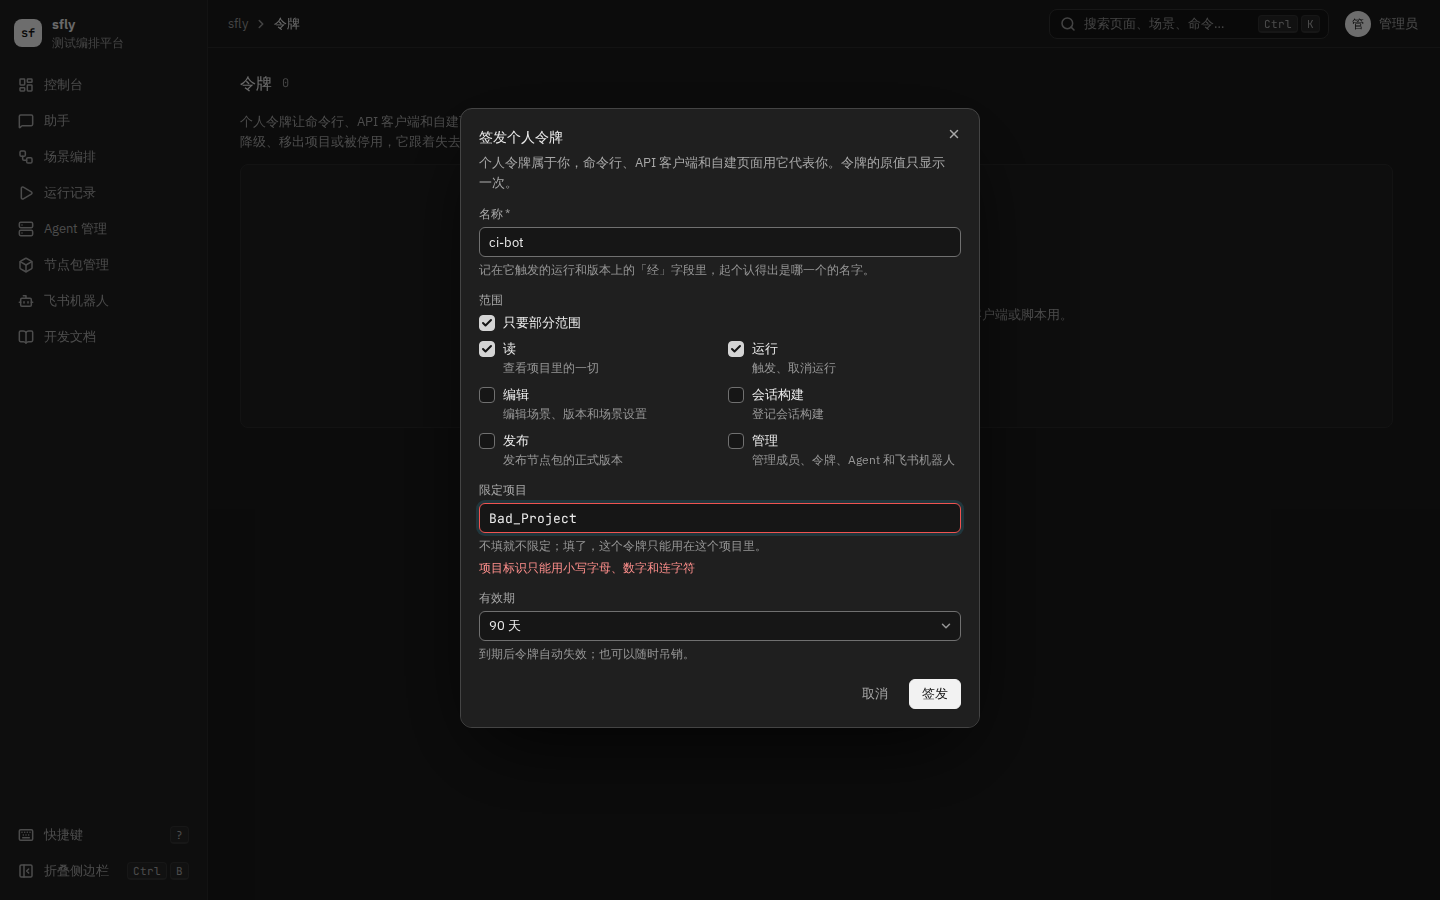 sf
sfly
测试编排平台
控制台
助手
场景编排
运行记录
Agent 管理
节点包管理
飞书机器人
开发文档
快捷键
?
折叠侧边栏
Ctrl B
sfly > 令牌
搜索页面、场景、命令...
Ctrl K
管
管理员
令牌 0
个人令牌让命令行、API 客户端和自建
降级、移出项目或被停用，它跟着失去
户端或脚本用。
签发个人令牌
个人令牌属于你，命令行、API 客户端和自建页面用它代表你。令牌的原值只显示
一次。
名称 *
ci-bot
记在它触发的运行和版本上的「经」字段里，起个认得出是哪一个的名字。
范围
只要部分范围
读
查看项目里的一切
运行
触发、取消运行
编辑
编辑场景、版本和场景设置
会话构建
登记会话构建
发布
发布节点包的正式版本
管理
管理成员、令牌、Agent 和飞书机器人
限定项目
Bad_Project
不填就不限定；填了，这个令牌只能用在这个项目里。
项目标识只能用小写字母、数字和连字符
有效期
90 天
到期后令牌自动失效；也可以随时吊销。
取消
签发